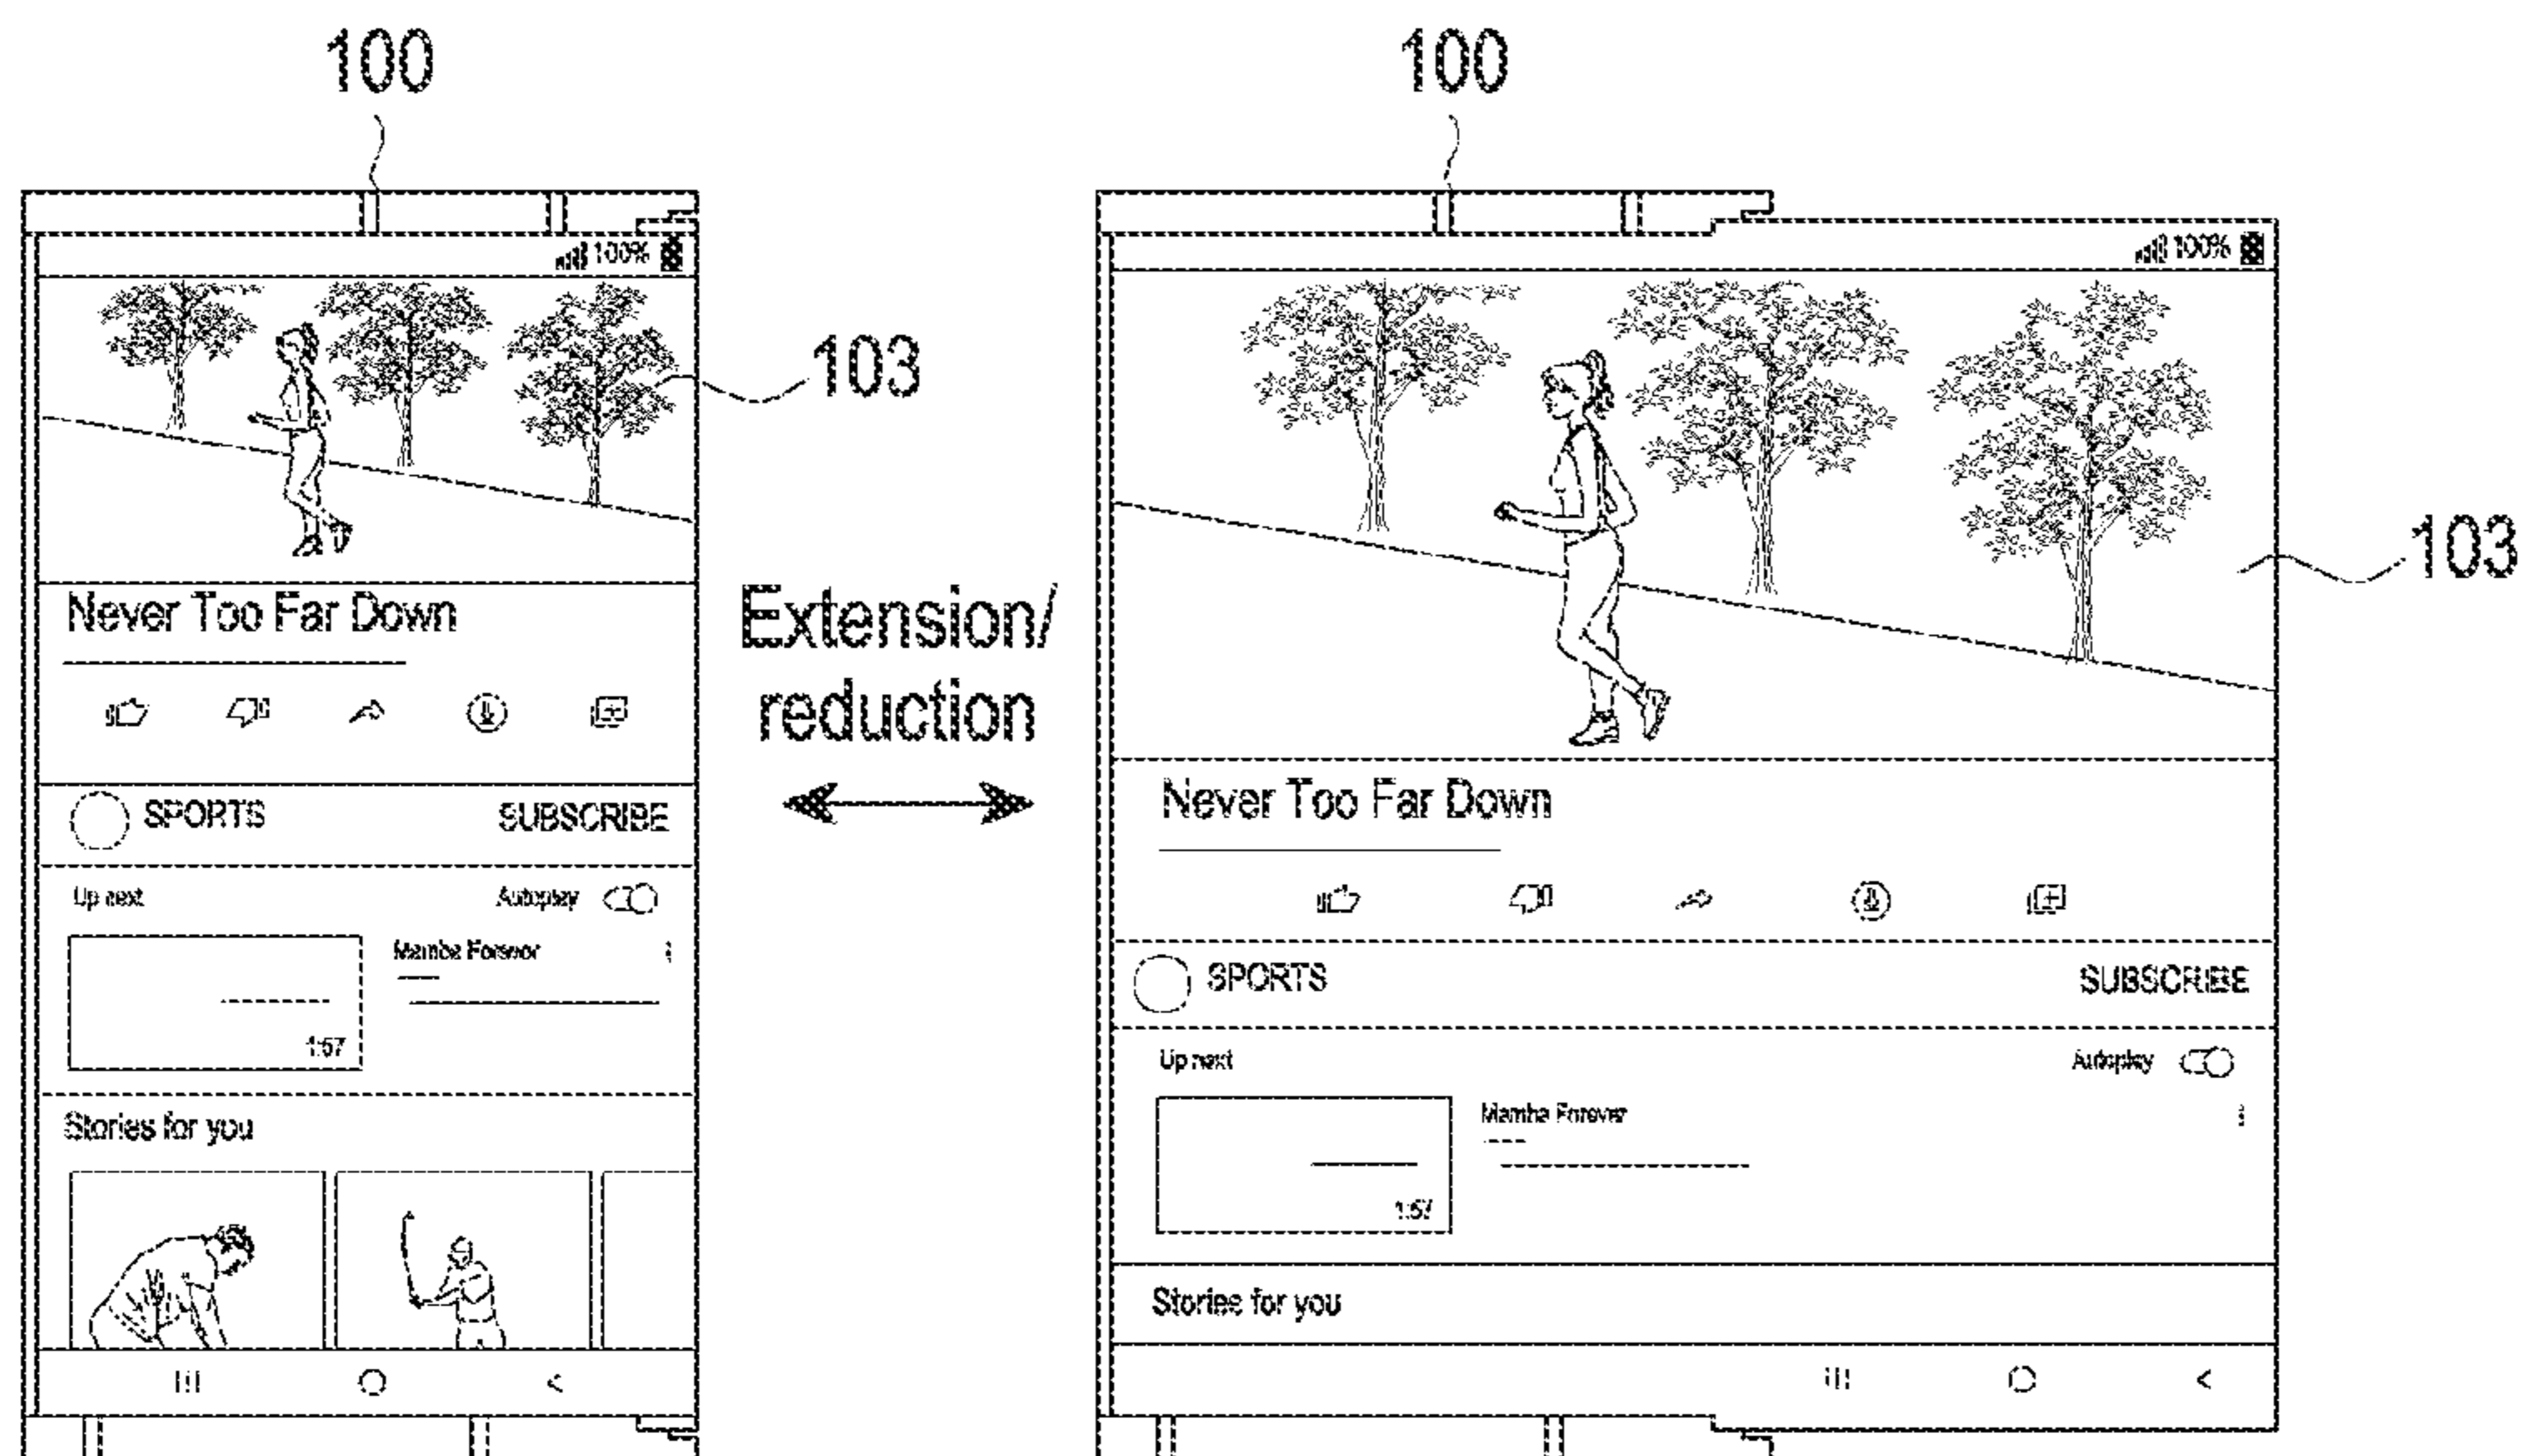 100
100%
103
Never Too Far Down
SPORTS SUBSCRIBE
Up next Autoplay
Mamba Forever
1:57
Stories for you
Extension/
reduction
100
100%
103
Never Too Far Down
SPORTS SUBSCRIBE
Up next Autoplay
Mamba Forever
1:57
Stories for you